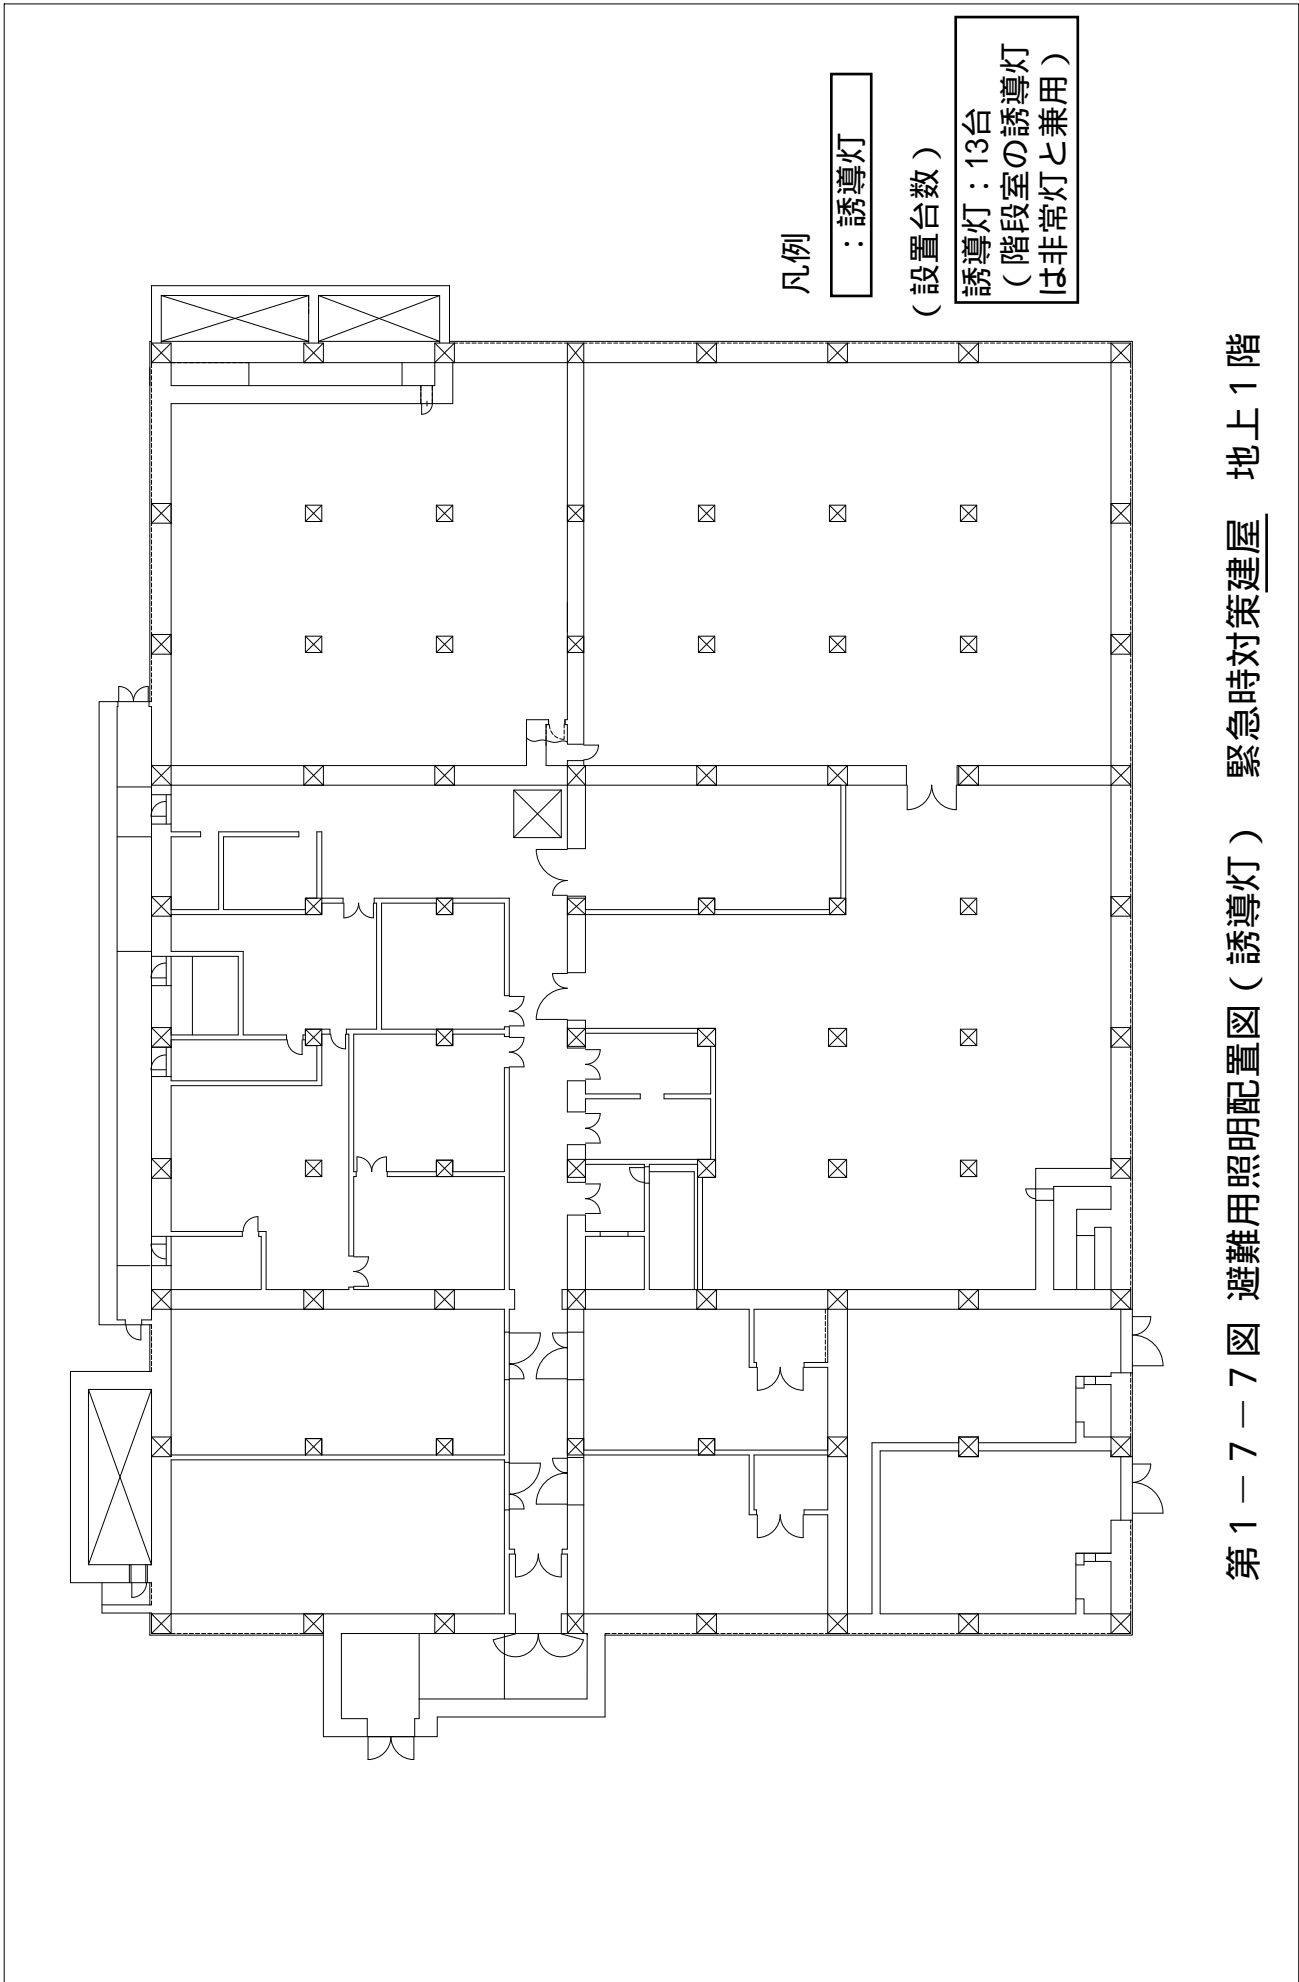 凡例
：誘導灯
（設置台数）
誘導灯：13台
（階段室の誘導灯
は非常灯と兼用）
第１－７－７図 避難用照明配置図（誘導灯）　緊急時対策建屋　地上１階